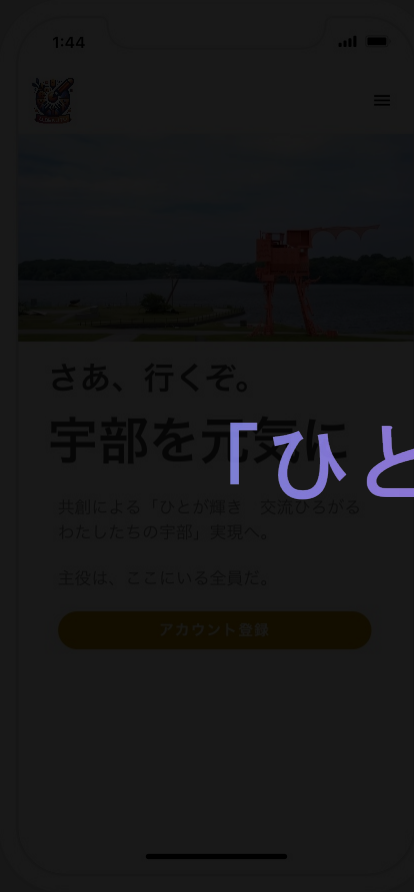 1:44
さあ、行くぞ。
宇部を元気に
「ひと
共創による「ひとが輝き　交流ひろがる
わたしたちの宇部」実現へ。
主役は、ここにいる全員だ。
アカウント登録